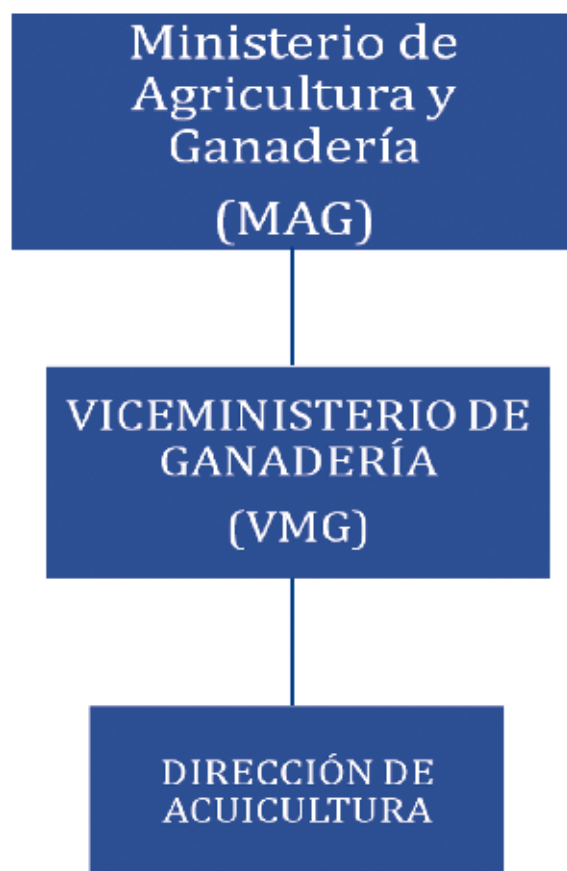 Ministerio de
Agricultura y
Ganadería
(MAG)
VICEMINISTERIO DE
GANADERÍA
(VMG)
DIRECCIÓN DE
ACUICULTURA